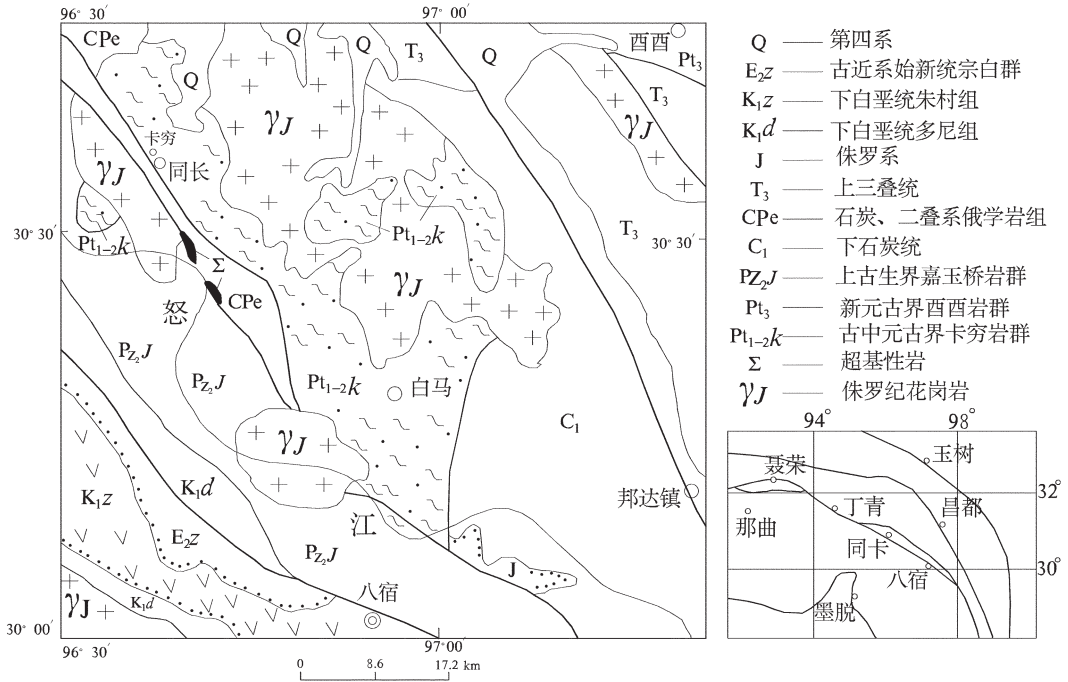 96° 30′
97° 00′
CPe
Q
Q
Q
T₃
Q
酉酉
Pt₃
T₃
γJ
γJ
卡穷
同长
γJ
Pt₁₋₂k
T₃
30° 30′
30° 30′
Pt₁₋₂k
Σ
γJ
CPe
怒
P_Z₂J
P_Z₂J
Pt₁₋₂k
白马
C₁
γJ
K₁z
K₁d
邦达镇
江
E₂z
P_Z₂J
J
γJ
K₁d
八宿
30° 00′
96° 30′
97° 00′
0 8.6 17.2 km
Q 第四系
E₂z 古近系始新统宗白群
K₁z 下白垩统朱村组
K₁d 下白垩统多尼组
J 侏罗系
T₃ 上三叠统
CPe 石炭、二叠系俄学岩组
C₁ 下石炭统
P_Z₂J 上古生界嘉玉桥岩群
Pt₃ 新元古界酉酉岩群
Pt₁₋₂k 古中元古界卡穷岩群
Σ 超基性岩
γJ 侏罗纪花岗岩
94° 98°
玉树
聂荣
32°
那曲
丁青
昌都
同卡
八宿
30°
墨脱